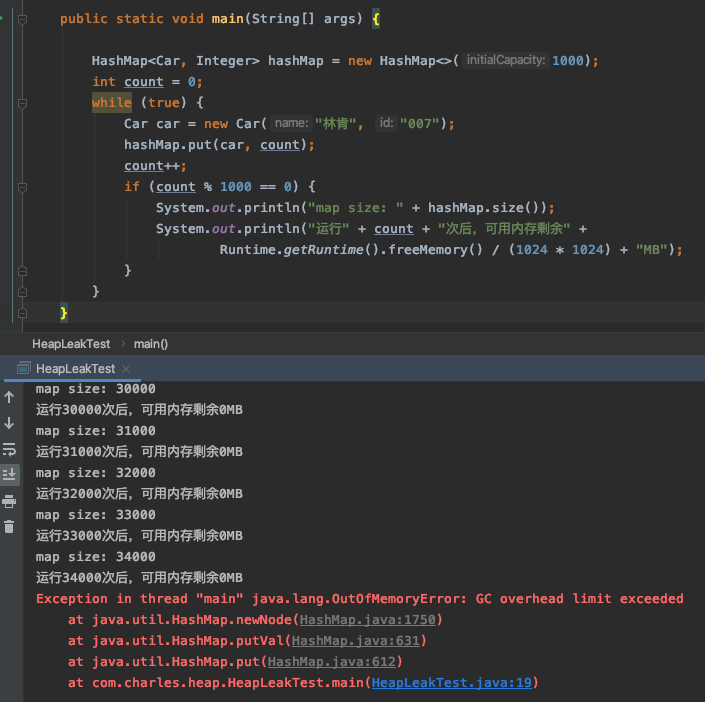 public static void main(String[] args) {
HashMap<Car, Integer> hashMap = new HashMap<>( initialCapacity: 1000);
int count = 0;
while (true) {
Car car = new Car( name: "林肯", id: "007");
hashMap.put(car, count);
count++;
if (count % 1000 == 0) {
System.out.println("map size: " + hashMap.size());
System.out.println("运行" + count + "次后，可用内存剩余" +
Runtime.getRuntime().freeMemory() / (1024 * 1024) + "MB");
}
}
}
HeapLeakTest › main()
HeapLeakTest ×
map size: 30000
运行30000次后，可用内存剩余0MB
map size: 31000
运行31000次后，可用内存剩余0MB
map size: 32000
运行32000次后，可用内存剩余0MB
map size: 33000
运行33000次后，可用内存剩余0MB
map size: 34000
运行34000次后，可用内存剩余0MB
Exception in thread "main" java.lang.OutOfMemoryError: GC overhead limit exceeded
at java.util.HashMap.newNode(HashMap.java:1750)
at java.util.HashMap.putVal(HashMap.java:631)
at java.util.HashMap.put(HashMap.java:612)
at com.charles.heap.HeapLeakTest.main(HeapLeakTest.java:19)